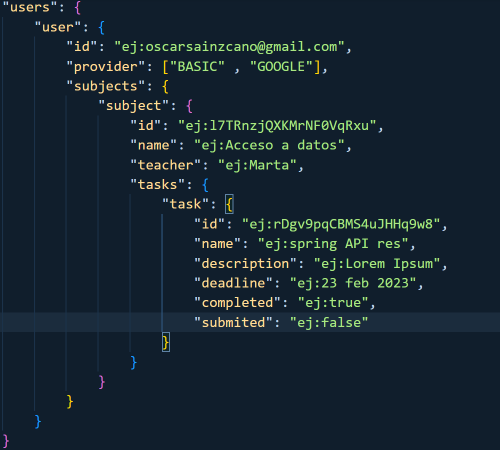 "users": {
"user": {
"id": "ej:oscarsainzcano@gmail.com",
"provider": ["BASIC" , "GOOGLE"],
"subjects": {
"subject": {
"id": "ej:l7TRnzjQXKMrNF0VqRxu",
"name": "ej:Acceso a datos",
"teacher": "ej:Marta",
"tasks": {
"task": {
"id": "ej:rDgv9pqCBMS4uJHHq9w8",
"name": "ej:spring API res",
"description": "ej:Lorem Ipsum",
"deadline": "ej:23 feb 2023",
"completed": "ej:true",
"submited": "ej:false"
}
}
}
}
}
}